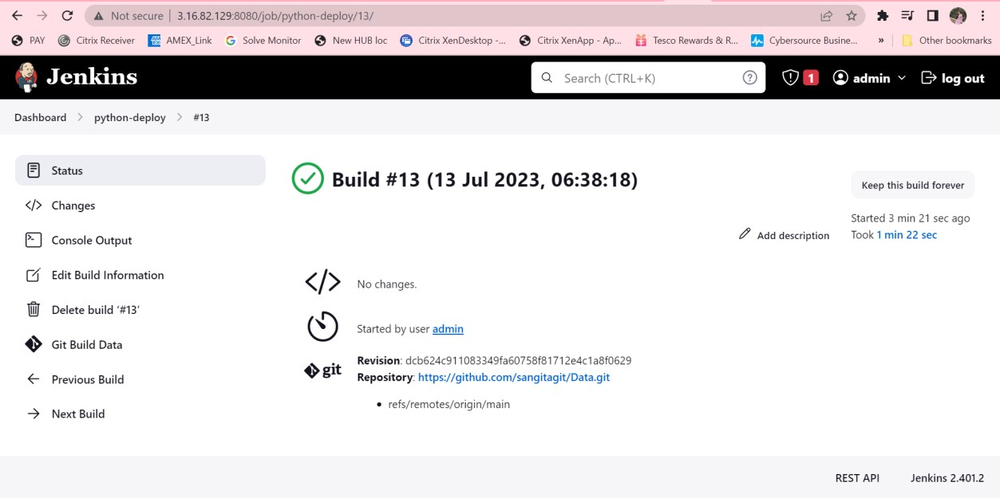 Not secure | 3.16.82.129:8080/job/python-deploy/13/
PAY Citrix Receiver AMEX_Link Solve Monitor New HUB loc Citrix XenDesktop -... Citrix XenApp - Ap... Tesco Rewards & R... Cybersource Busine... » Other bookmarks
Jenkins Search (CTRL+K) ? 1 admin log out
Dashboard python-deploy #13
Status
Changes
Console Output
Edit Build Information
Delete build ‘#13’
Git Build Data
Previous Build
Next Build
Build #13 (13 Jul 2023, 06:38:18)
Keep this build forever
Started 3 min 21 sec ago
Took 1 min 22 sec
Add description
No changes.
Started by user admin
git
Revision: dcb624c911083349fa60758f81712e4c1a8f0629
Repository: https://github.com/sangitagit/Data.git
• refs/remotes/origin/main
REST API Jenkins 2.401.2